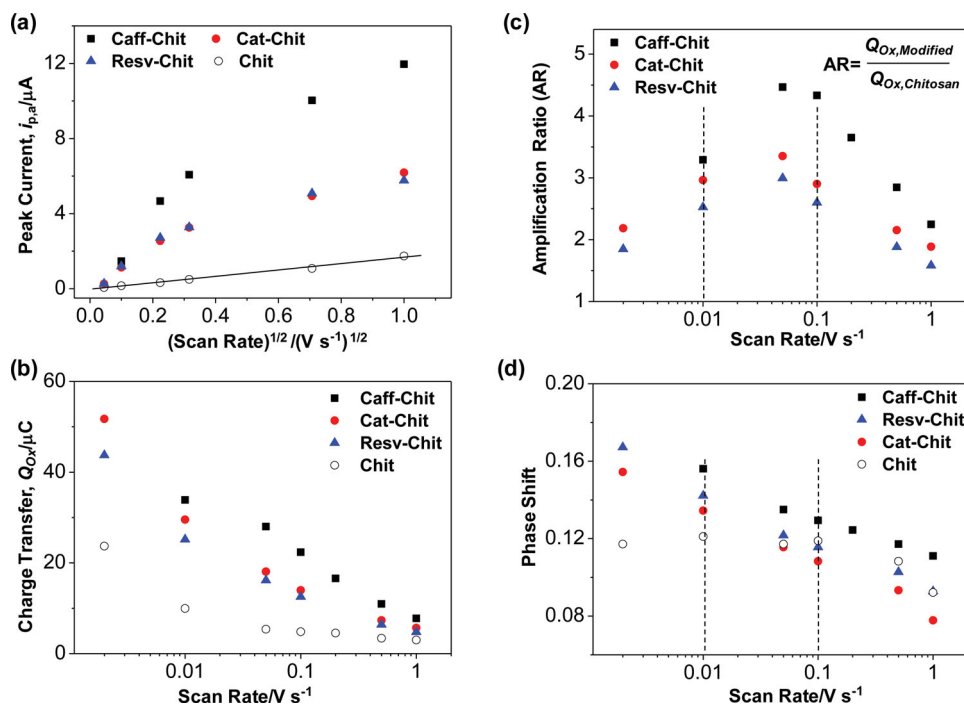 (a)
Caff-Chit Cat-Chit
Resv-Chit Chit
12
8
4
0
Peak Current, i p,a/μA
0.0 0.2 0.4 0.6 0.8 1.0
(Scan Rate)1/2/(V s-1)1/2
(b)
Caff-Chit
Cat-Chit
Resv-Chit
Chit
60
40
20
0
Charge Transfer, QOx/μC
0.01 0.1 1
Scan Rate/V s-1
(c)
Caff-Chit
Cat-Chit
Resv-Chit
AR= QOx,Modified
QOx,Chitosan
5
4
3
2
1
Amplification Ratio (AR)
0.01 0.1 1
Scan Rate/V s-1
(d)
Caff-Chit
Resv-Chit
Cat-Chit
Chit
0.20
0.16
0.12
0.08
Phase Shift
0.01 0.1 1
Scan Rate/V s-1